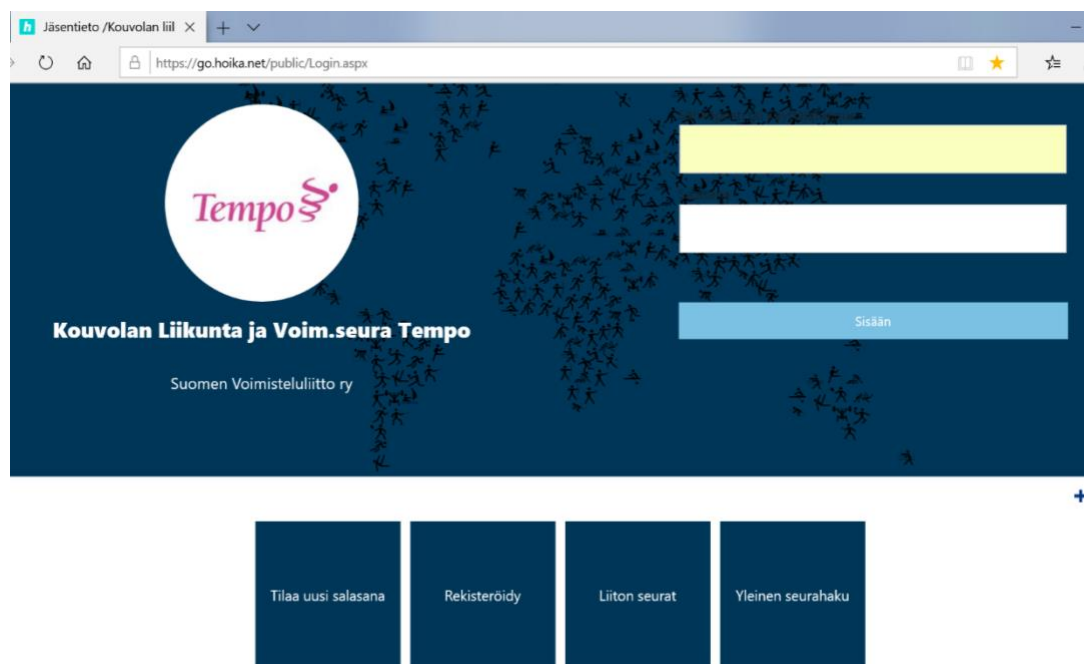 h Jäsentieto /Kouvolan liil
https://go.hoika.net/public/Login.aspx
Tempo
Kouvolan Liikunta ja Voim.seura Tempo
Suomen Voimisteluliitto ry
Sisään
Tilaa uusi salasana
Rekisteröidy
Liiton seurat
Yleinen seurahaku